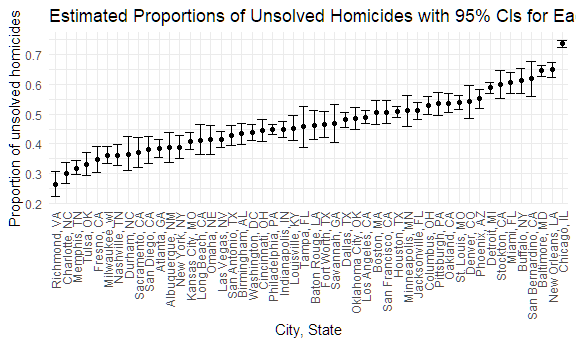 Estimated Proportions of Unsolved Homicides with 95% CIs for Ea
Proportion of unsolved homicides
0.7
0.6
0.5
0.4
0.3
0.2
Richmond, VA
Charlotte, NC
Memphis, TN
Tulsa, OK
Fresno, CA
Milwaukee, wI
Nashville, TN
Durham, NC
Sacramento, CA
San Diego, CA
Atlanta, GA
Albuquerque, NM
New York, NY
Kansas City, MO
Long Beach, CA
Omaha, NE
Las Vegas, NV
San Antonio, TX
Birmingham, AL
Washington, DC
Cincinnati, OH
Philadelphia, PA
Indianapolis, IN
Louisville, KY
Tampa, FL
Baton Rouge, LA
Fort Worth, TX
Savannah, GA
Dallas, TX
Oklahoma City, OK
Los Angeles, CA
Boston, MA
San Francisco, CA
Houston, TX
Minneapolis, MN
Jacksonville, FL
Columbus, OH
Pittsburgh, PA
Oakland, CA
St. Louis, MO
Denver, CO
Phoenix, AZ
Detroit, MI
Stockton, CA
Miami, FL
Buffalo, NY
San Bernardino, CA
Baltimore, MD
New Orleans, LA
Chicago, IL
City, State